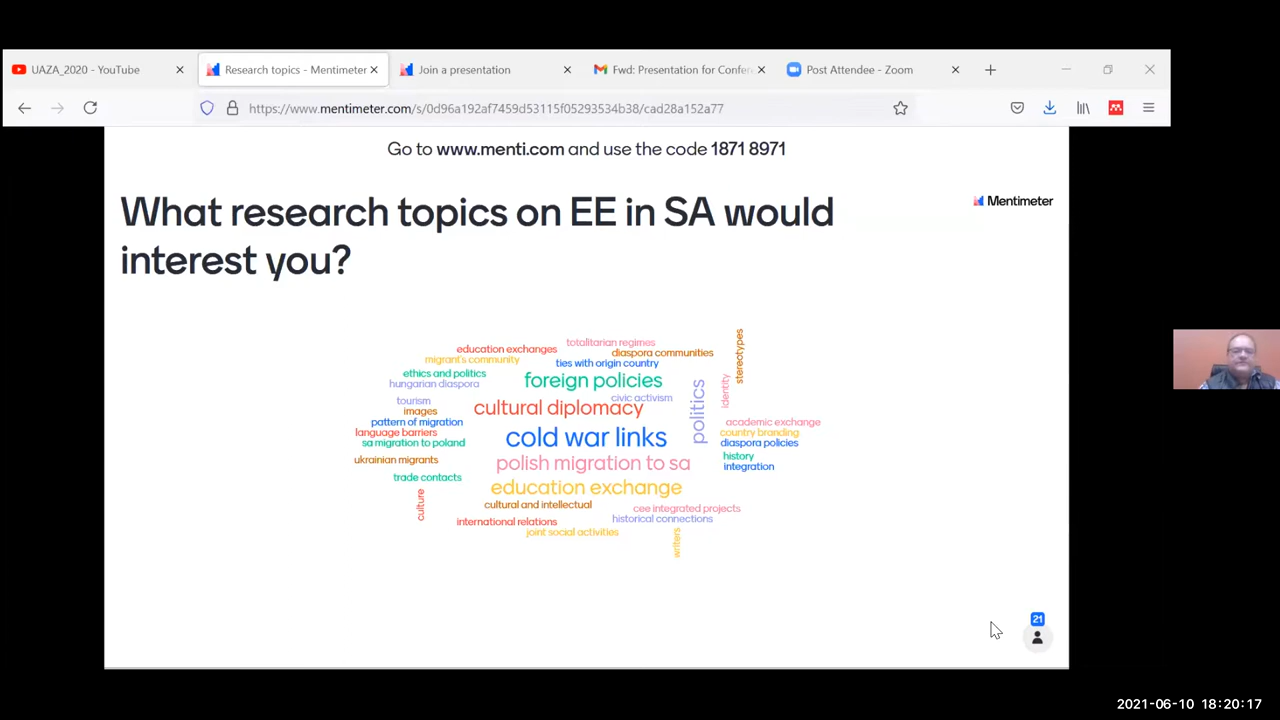 UAZA_2020 - YouTube
Research topics - Mentimeter
Join a presentation
Fwd: Presentation for Confere
Post Attendee - Zoom
https://www.mentimeter.com/s/0d96a192af7459d53115f05293534b38/cad28a152a77
Go to www.menti.com and use the code 1871 8971
What research topics on EE in SA would
interest you?
Mentimeter
totalitarian regimes
education exchanges
diaspora communities
migrant's community
ties with origin country
stereotypes
ethics and politics
foreign policies
hungarian diaspora
civic activism
politics
identity
tourism
images
cultural diplomacy
pattern of migration
academic exchange
language barriers
cold war links
country branding
sa migration to poland
diaspora policies
history
ukrainian migrants
polish migration to sa
integration
trade contacts
education exchange
culture
cultural and intellectual
cee integrated projects
international relations
historical connections
joint social activities
writers
21
2021-06-10 18:20:17